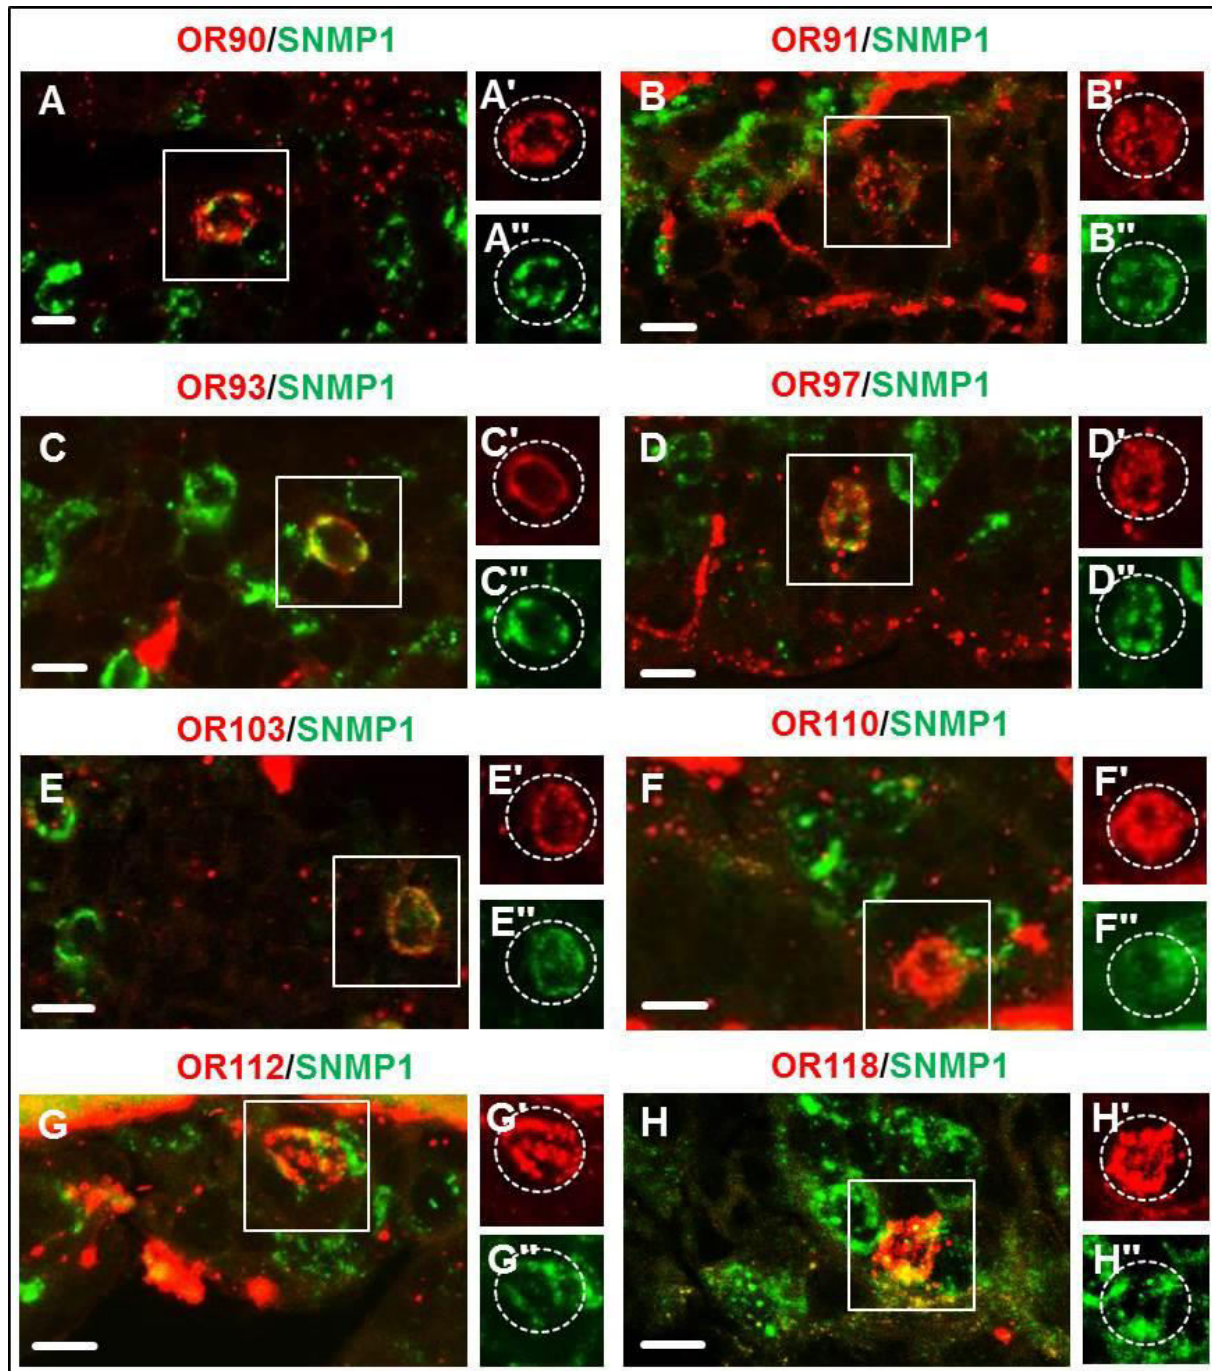 OR90/SNMP1 OR91/SNMP1
A A' B B'
A" B"
OR93/SNMP1 OR97/SNMP1
C C' D D'
C" D"
OR103/SNMP1 OR110/SNMP1
E E' F F'
E" F"
OR112/SNMP1 OR118/SNMP1
G G' H H'
G" H"